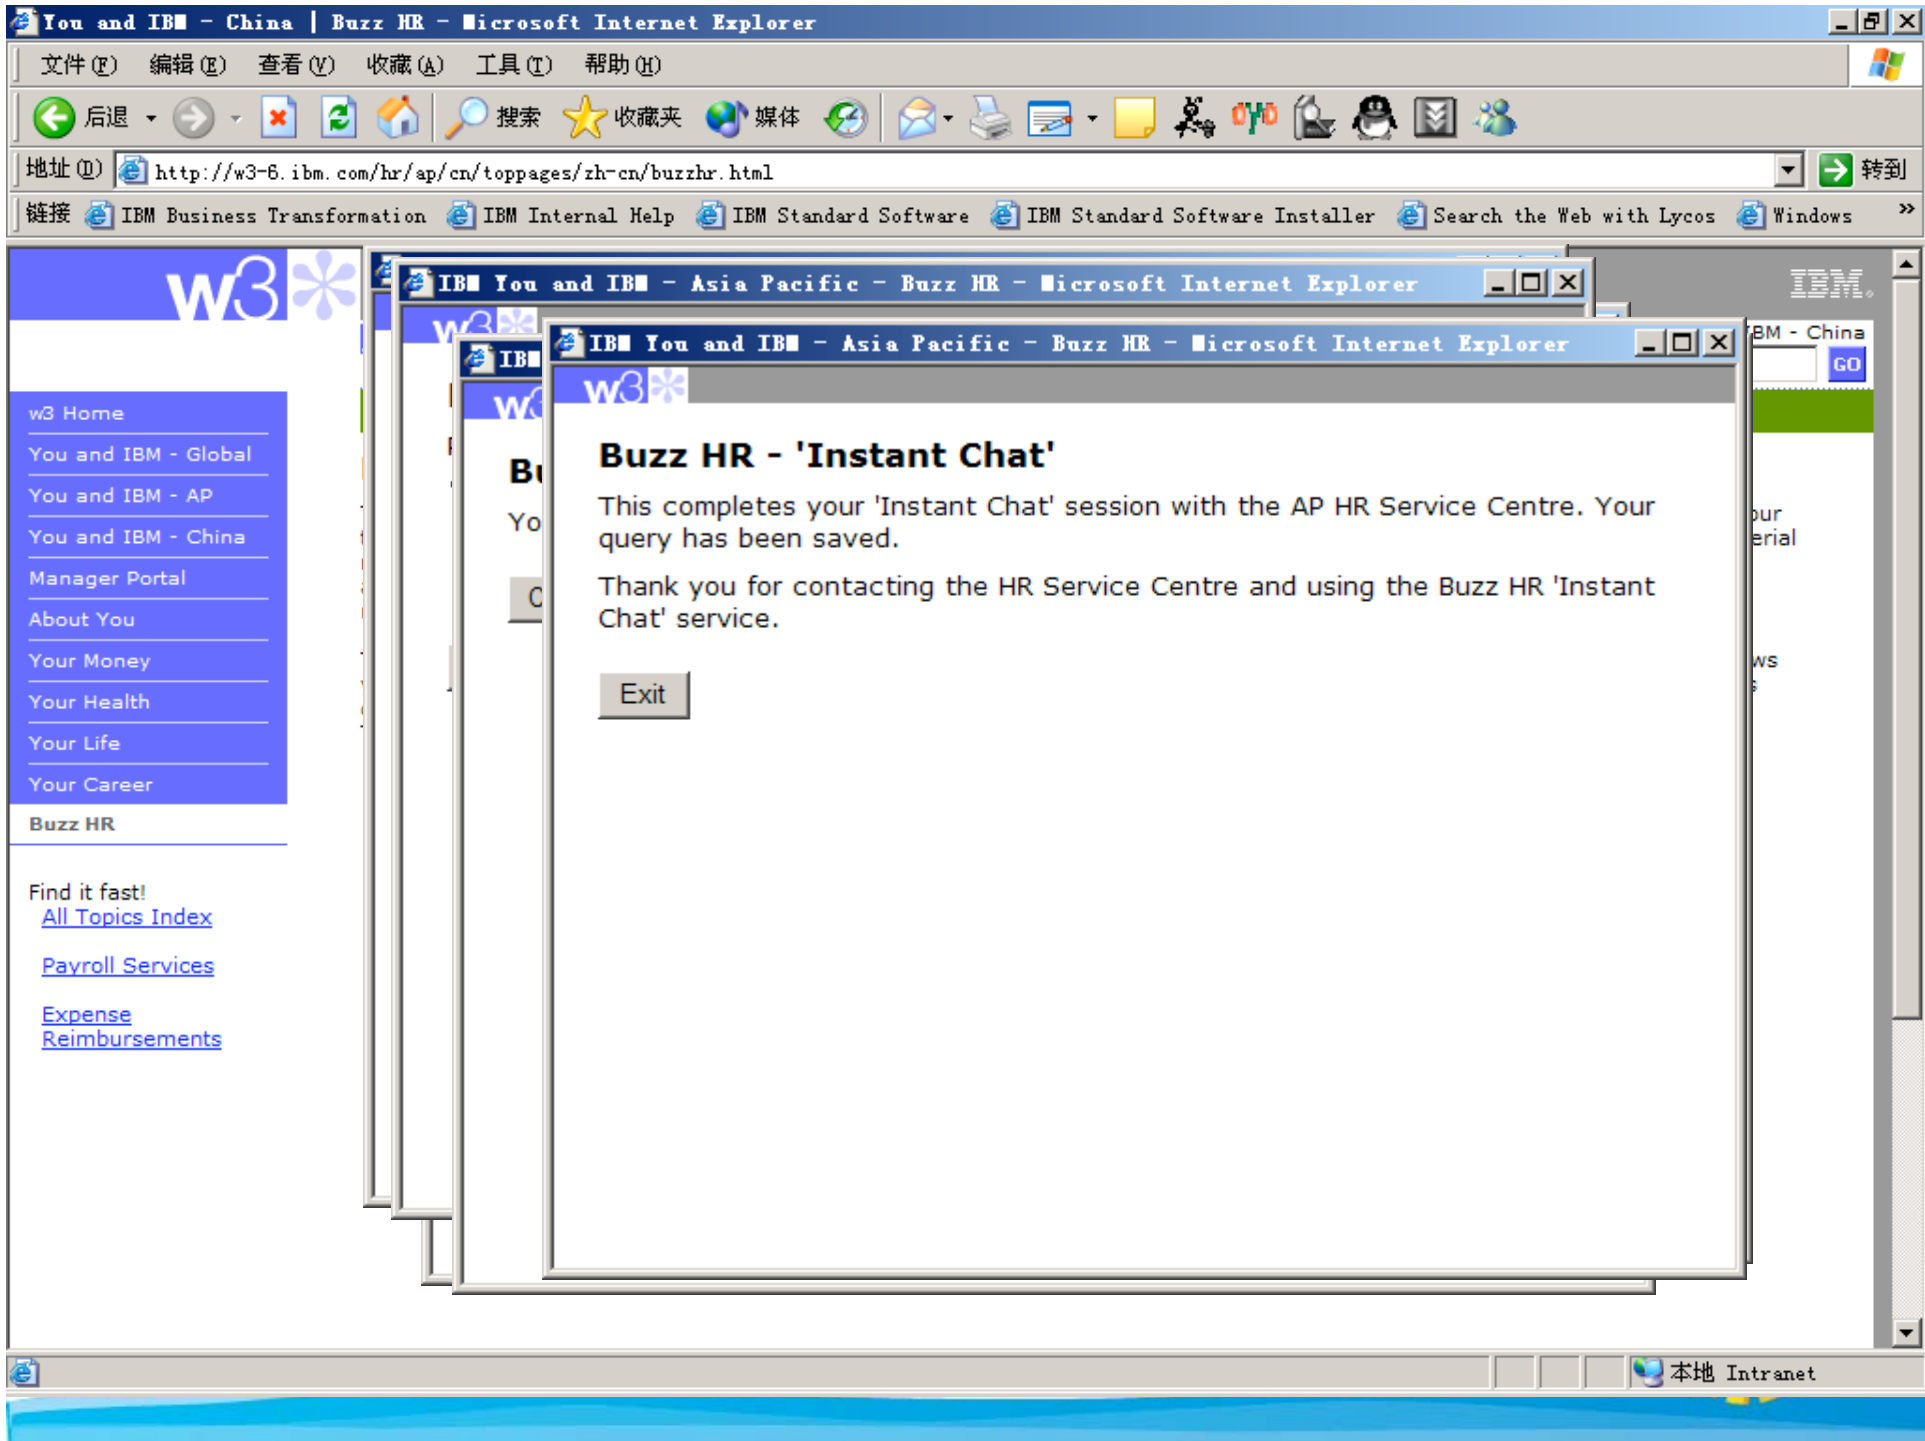 You and IBM - China | Buzz HR - Microsoft Internet Explorer
文件(F) 编辑(E) 查看(V) 收藏(A) 工具(T) 帮助(H)
后退 搜索 收藏夹 媒体
地址(D) http://w3-6.ibm.com/hr/ap/cn/toppages/zh-cn/buzzhr.html 转到
链接 IBM Business Transformation IBM Internal Help IBM Standard Software IBM Standard Software Installer Search the Web with Lycos Windows »
w3* IBM
IBM You and IBM - Asia Pacific - Buzz HR - Microsoft Internet Explorer
w3*
IBM - China
GO
IBM
IBM You and IBM - Asia Pacific - Buzz HR - Microsoft Internet Explorer
w3
w3*
w3 Home
You and IBM - Global
You and IBM - AP
You and IBM - China
Manager Portal
About You
Your Money
Your Health
Your Life
Your Career
Buzz HR
Find it fast!
All Topics Index
Payroll Services
Expense
Reimbursements
Bu
Yo
Buzz HR - 'Instant Chat'
This completes your 'Instant Chat' session with the AP HR Service Centre. Your
query has been saved.
Thank you for contacting the HR Service Centre and using the Buzz HR 'Instant
Chat' service.
Exit
本地 Intranet